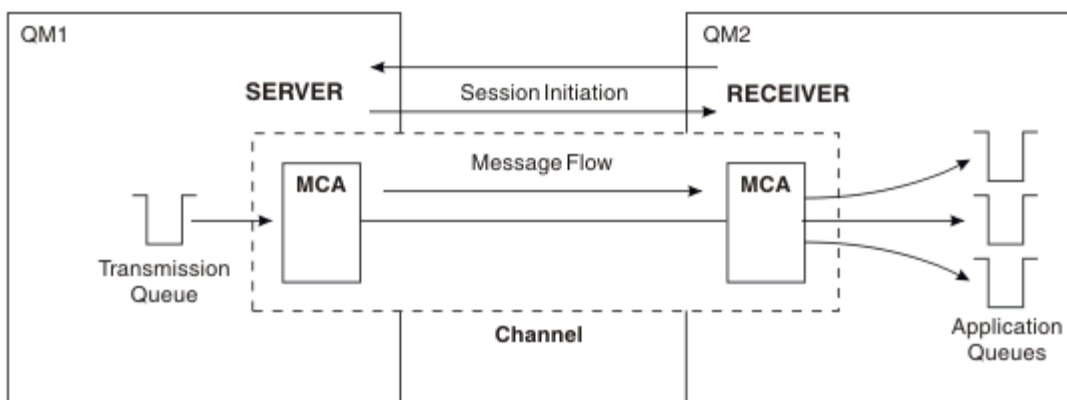 QM1
QM2
SERVER
Session Initiation
RECEIVER
Message Flow
MCA
MCA
Transmission
Queue
Channel
Application
Queues